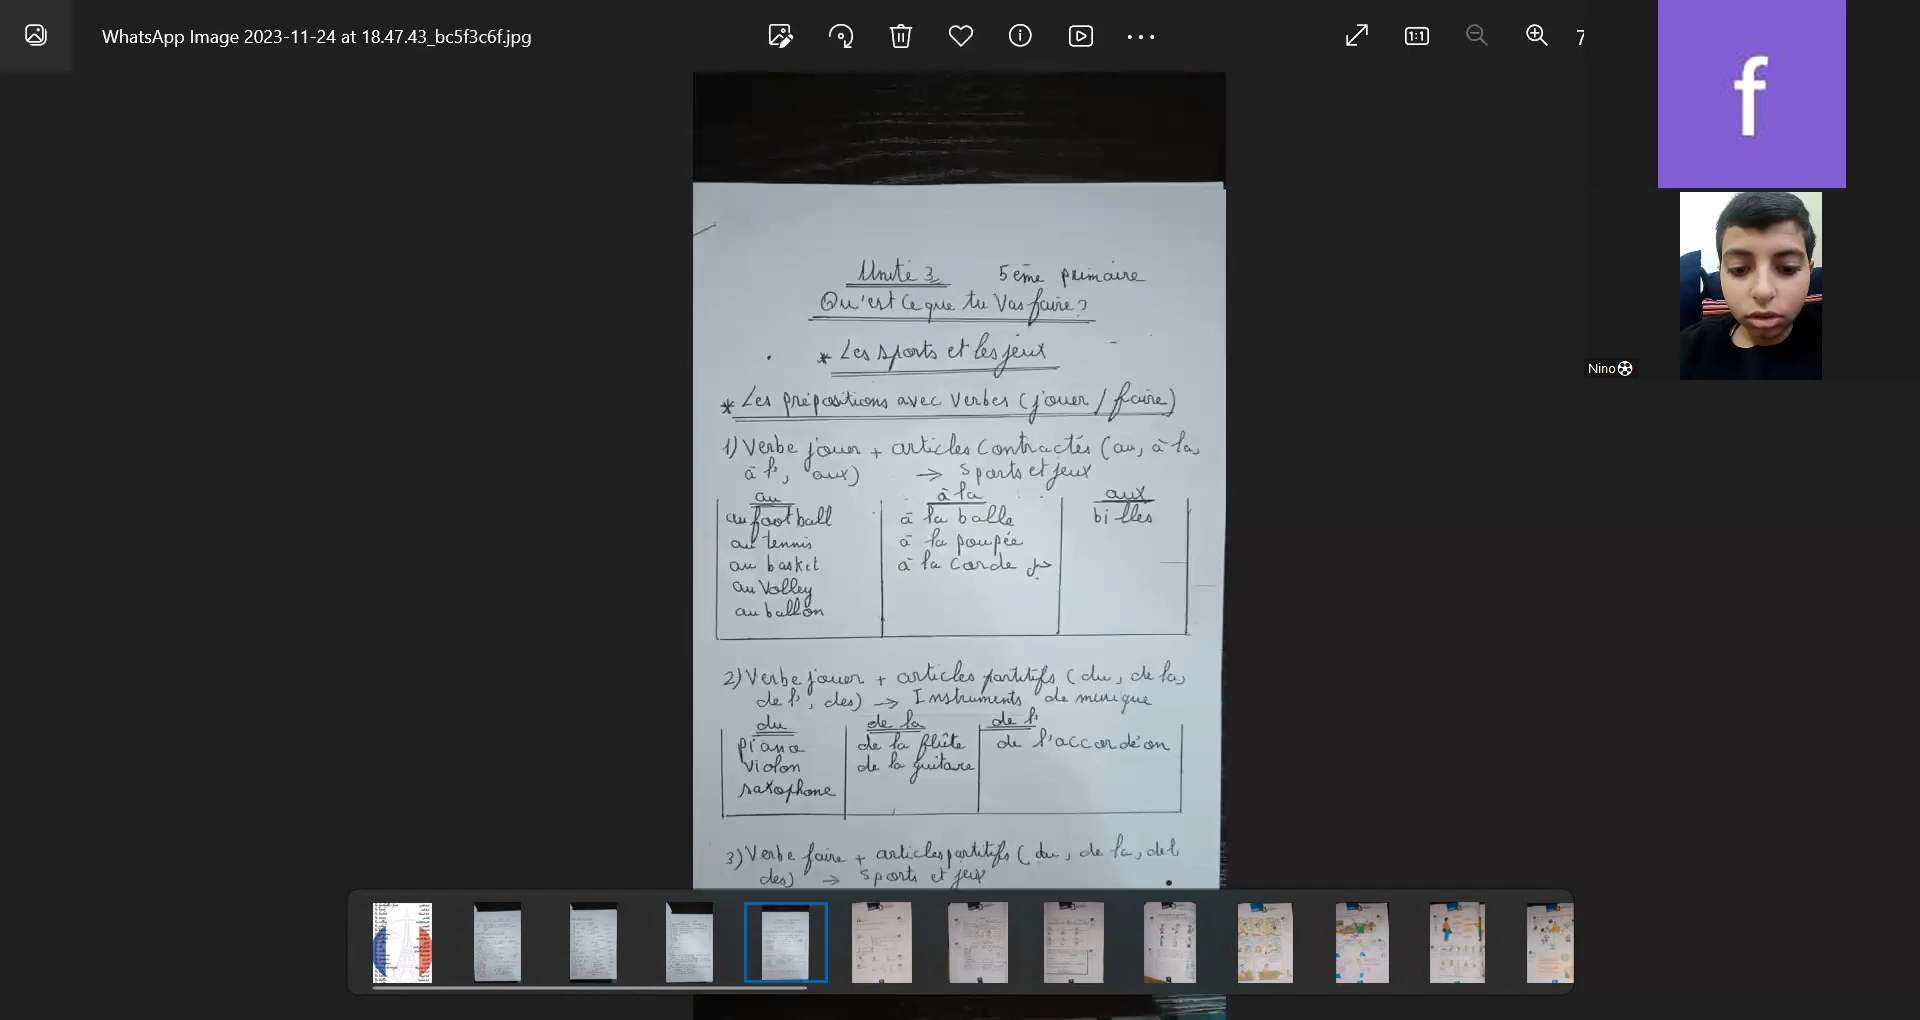 WhatsApp Image 2023-11-24 at 18.47.43_bc5f3c6f.jpg
1:1
7
f
Nino⚽
Unité 3 5ème primaire
Qu'est ce que tu Vas faire?
* Les sports et les jeux
* Les prépositions avec verbes (jouer / faire)
1) Verbe jouer + articles contractés (au, à la,
à l', aux) → sports et jeux
au à la aux
au football à la balle billes
au tennis à la poupée
au basket à la corde
au Volley
au ballon
2) Verbe jouer + articles partitifs (du, de la,
de l', des) → Instruments de musique
du de la de l'
piano de la flûte de l'accordéon
violon de la guitare
saxophone
3) Verbe faire + articles partitifs (du, de la, de l
des) → sports et jeux